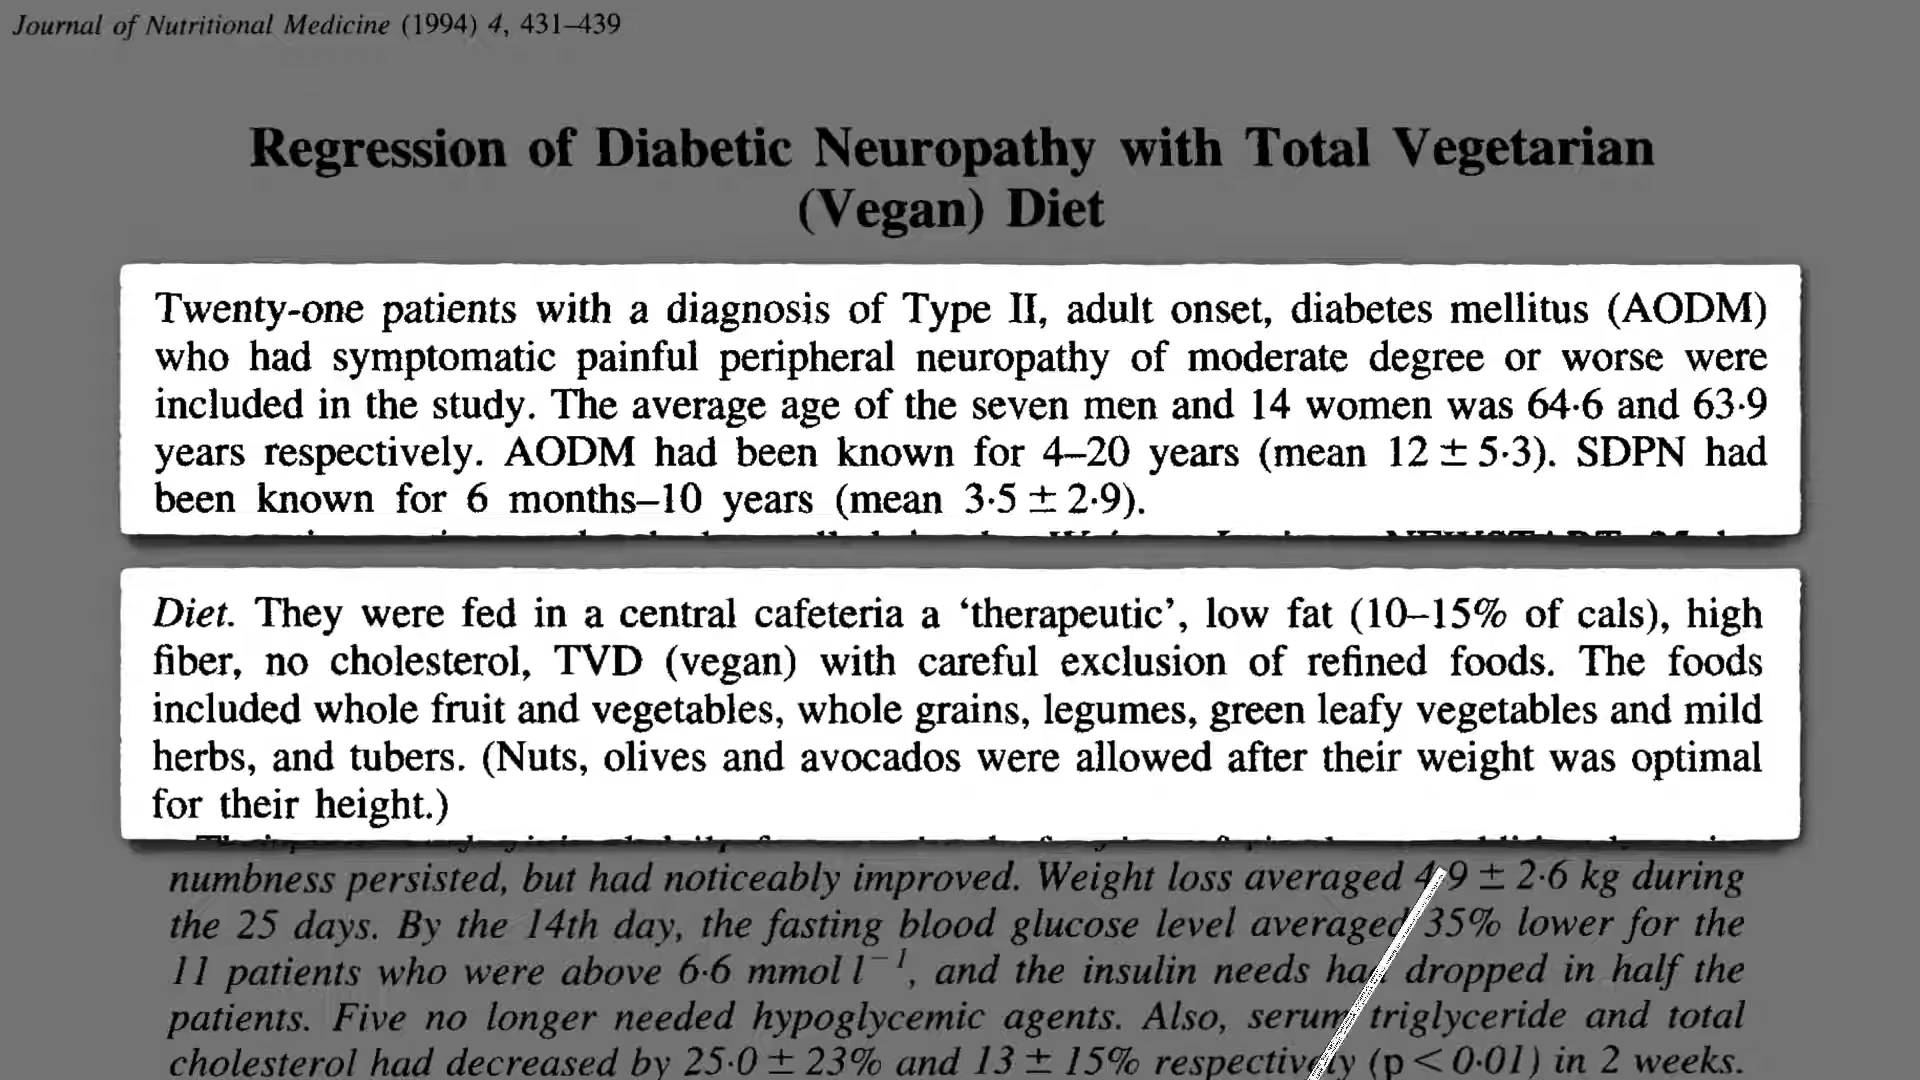 Journal of Nutritional Medicine (1994) 4, 431–439
Regression of Diabetic Neuropathy with Total Vegetarian
(Vegan) Diet
Twenty-one patients with a diagnosis of Type II, adult onset, diabetes mellitus (AODM)
who had symptomatic painful peripheral neuropathy of moderate degree or worse were
included in the study. The average age of the seven men and 14 women was 64·6 and 63·9
years respectively. AODM had been known for 4–20 years (mean 12 ± 5·3). SDPN had
been known for 6 months–10 years (mean 3·5 ± 2·9).
Diet. They were fed in a central cafeteria a ‘therapeutic’, low fat (10–15% of cals), high
fiber, no cholesterol, TVD (vegan) with careful exclusion of refined foods. The foods
included whole fruit and vegetables, whole grains, legumes, green leafy vegetables and mild
herbs, and tubers. (Nuts, olives and avocados were allowed after their weight was optimal
for their height.)
numbness persisted, but had noticeably improved. Weight loss averaged 4·9 ± 2·6 kg during
the 25 days. By the 14th day, the fasting blood glucose level averaged 35% lower for the
11 patients who were above 6·6 mmol l⁻¹, and the insulin needs had dropped in half the
patients. Five no longer needed hypoglycemic agents. Also, serum triglyceride and total
cholesterol had decreased by 25·0 ± 23% and 13 ± 15% respectively (p < 0·01) in 2 weeks.